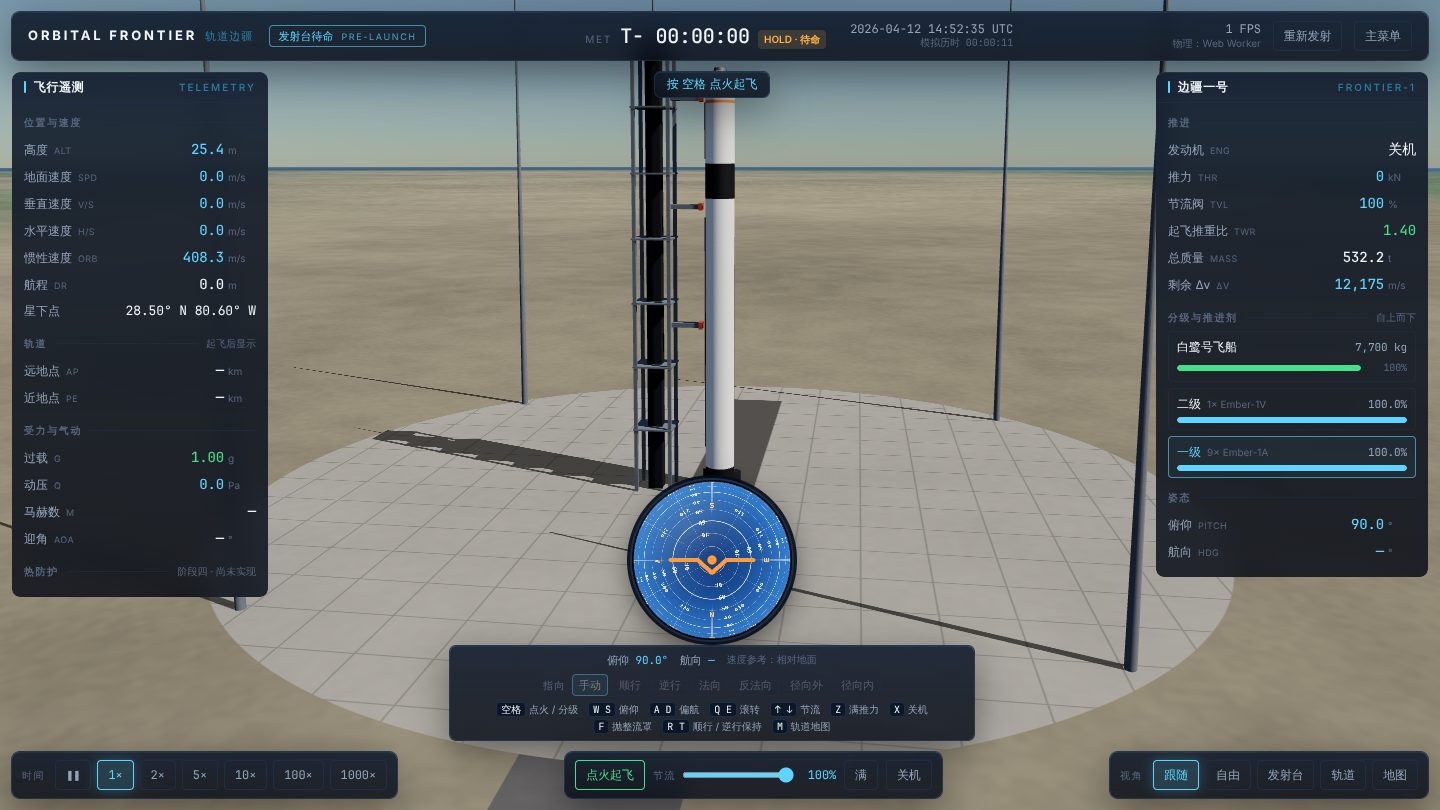 ORBITAL FRONTIER 轨道边疆 发射台待命 PRE-LAUNCH
MET T- 00:00:00 HOLD · 待命
2026-04-12 14:52:35 UTC
模拟历时 00:00:11
1 FPS
物理：Web Worker
重新发射 主菜单
按 空格 点火起飞
飞行遥测 TELEMETRY
位置与速度
高度 ALT 25.4 m
地面速度 SPD 0.0 m/s
垂直速度 V/S 0.0 m/s
水平速度 H/S 0.0 m/s
惯性速度 ORB 408.3 m/s
航程 DR 0.0 m
星下点 28.50° N 80.60° W
轨道 起飞后显示
远地点 AP — km
近地点 PE — km
受力与气动
过载 G 1.00 g
动压 Q 0.0 Pa
马赫数 M —
迎角 AOA — °
热防护 阶段四 · 尚未实现
边疆一号 FRONTIER-1
推进
发动机 ENG 关机
推力 THR 0 kN
节流阀 TVL 100 %
起飞推重比 TWR 1.40
总质量 MASS 532.2 t
剩余 Δv ΔV 12,175 m/s
分级与推进剂 自上而下
白鹭号飞船 7,700 kg
100%
二级 1× Ember-1V 100.0%
一级 9× Ember-1A 100.0%
姿态
俯仰 PITCH 90.0 °
航向 HDG — °
S
E
N
俯仰 90.0° 航向 — 速度参考：相对地面
指向 手动 顺行 逆行 法向 反法向 径向外 径向内
空格 点火 / 分级 W S 俯仰 A D 偏航 Q E 滚转 ↑ ↓ 节流 Z 满推力 X 关机
F 抛整流罩 R T 顺行 / 逆行保持 M 轨道地图
时间 1× 2× 5× 10× 100× 1000×
点火起飞 节流 100% 满 关机
视角 跟随 自由 发射台 轨道 地图